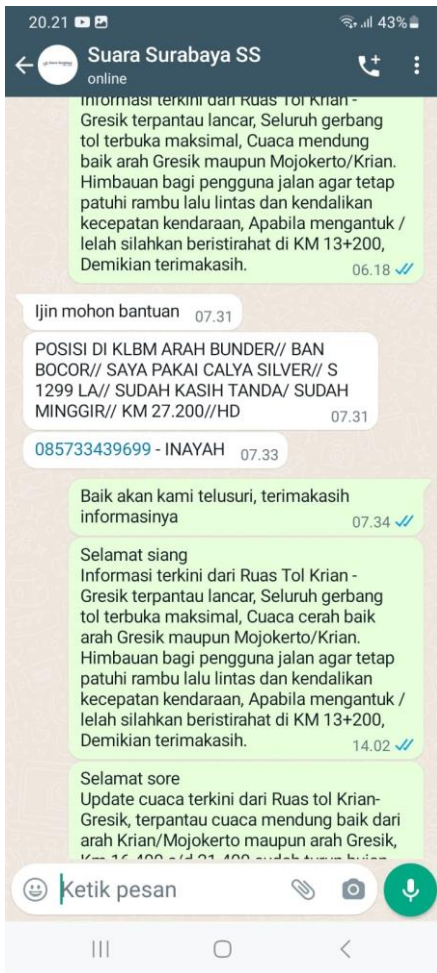 20.21
43%
Suara Surabaya SS
online
Informasi terkini dari Ruas Tol Krian -
Gresik terpantau lancar, Seluruh gerbang
tol terbuka maksimal, Cuaca mendung
baik arah Gresik maupun Mojokerto/Krian.
Himbauan bagi pengguna jalan agar tetap
patuhi rambu lalu lintas dan kendalikan
kecepatan kendaraan, Apabila mengantuk /
lelah silahkan beristirahat di KM 13+200,
Demikian terimakasih.
06.18
Ijin mohon bantuan 07.31
POSISI DI KLBM ARAH BUNDER// BAN
BOCOR// SAYA PAKAI CALYA SILVER// S
1299 LA// SUDAH KASIH TANDA/ SUDAH
MINGGIR// KM 27.200//HD
07.31
085733439699 - INAYAH 07.33
Baik akan kami telusuri, terimakasih
informasinya
07.34
Selamat siang
Informasi terkini dari Ruas Tol Krian -
Gresik terpantau lancar, Seluruh gerbang
tol terbuka maksimal, Cuaca cerah baik
arah Gresik maupun Mojokerto/Krian.
Himbauan bagi pengguna jalan agar tetap
patuhi rambu lalu lintas dan kendalikan
kecepatan kendaraan, Apabila mengantuk /
lelah silahkan beristirahat di KM 13+200,
Demikian terimakasih.
14.02
Selamat sore
Update cuaca terkini dari Ruas tol Krian-
Gresik, terpantau cuaca mendung baik dari
arah Krian/Mojokerto maupun arah Gresik,
Km 16.400 s/d 21.400 sudah turun hujan
Ketik pesan